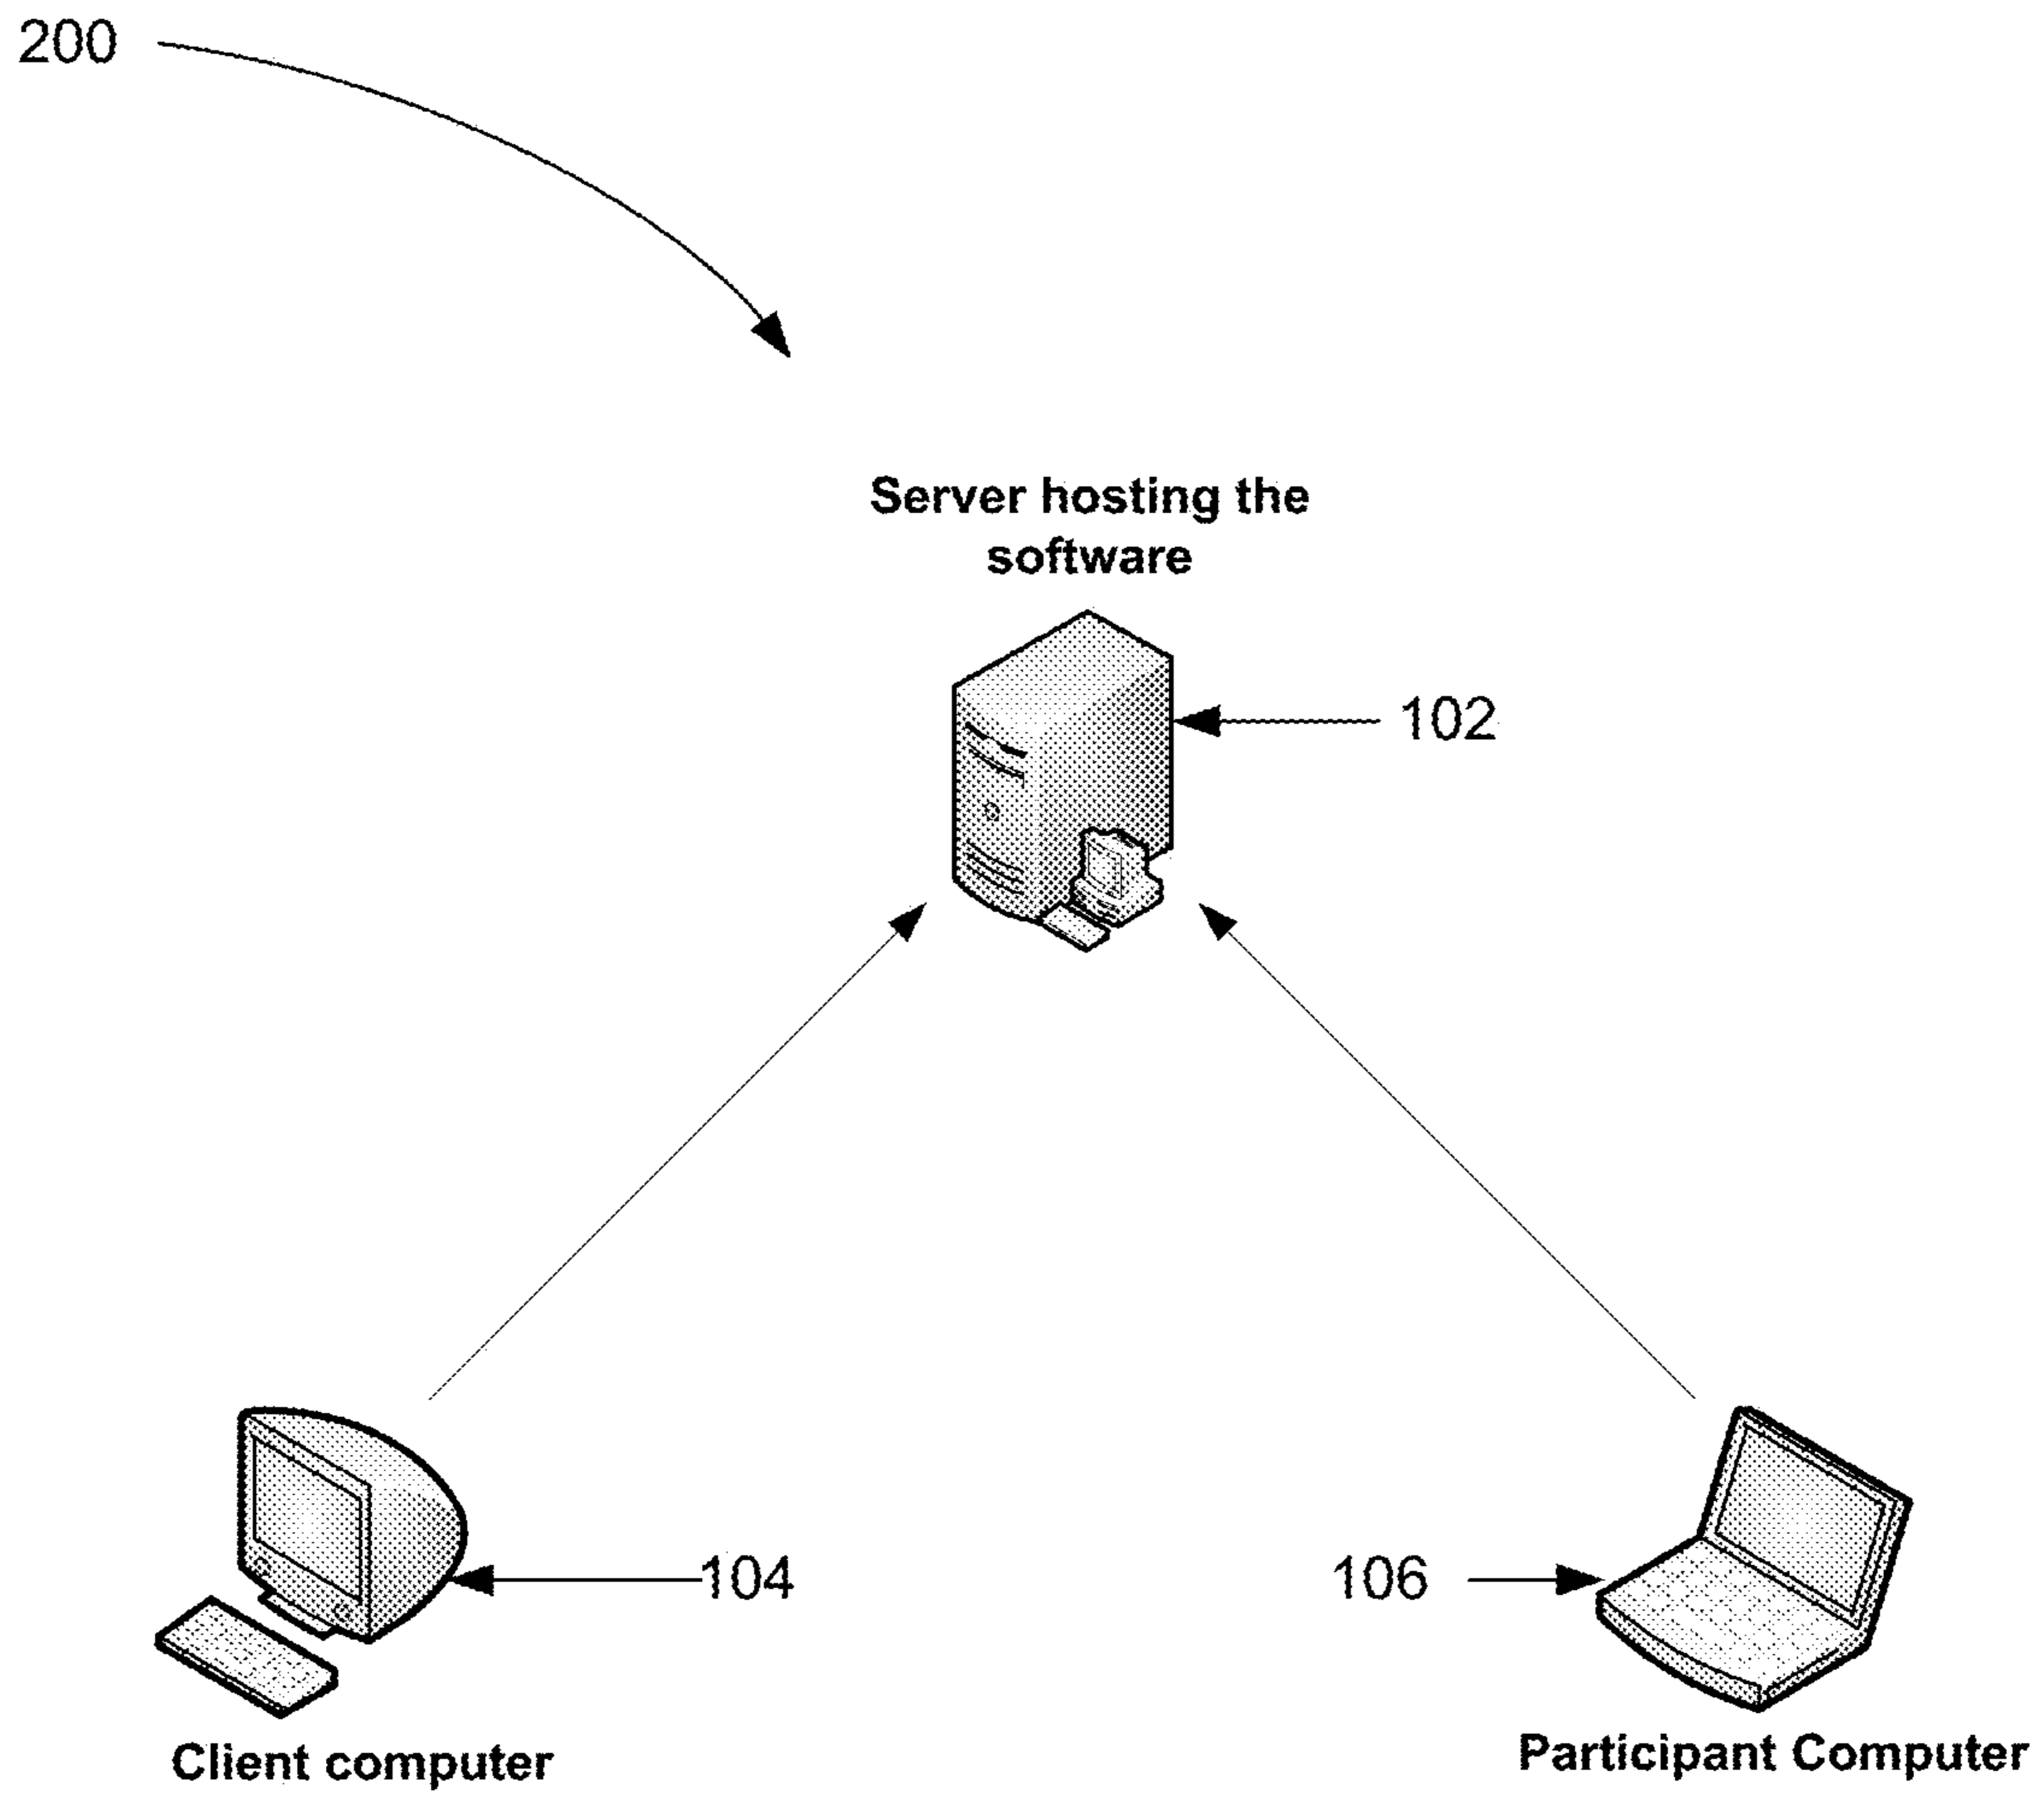 200
Server hosting the
software
102
104
106
Client computer
Participant Computer